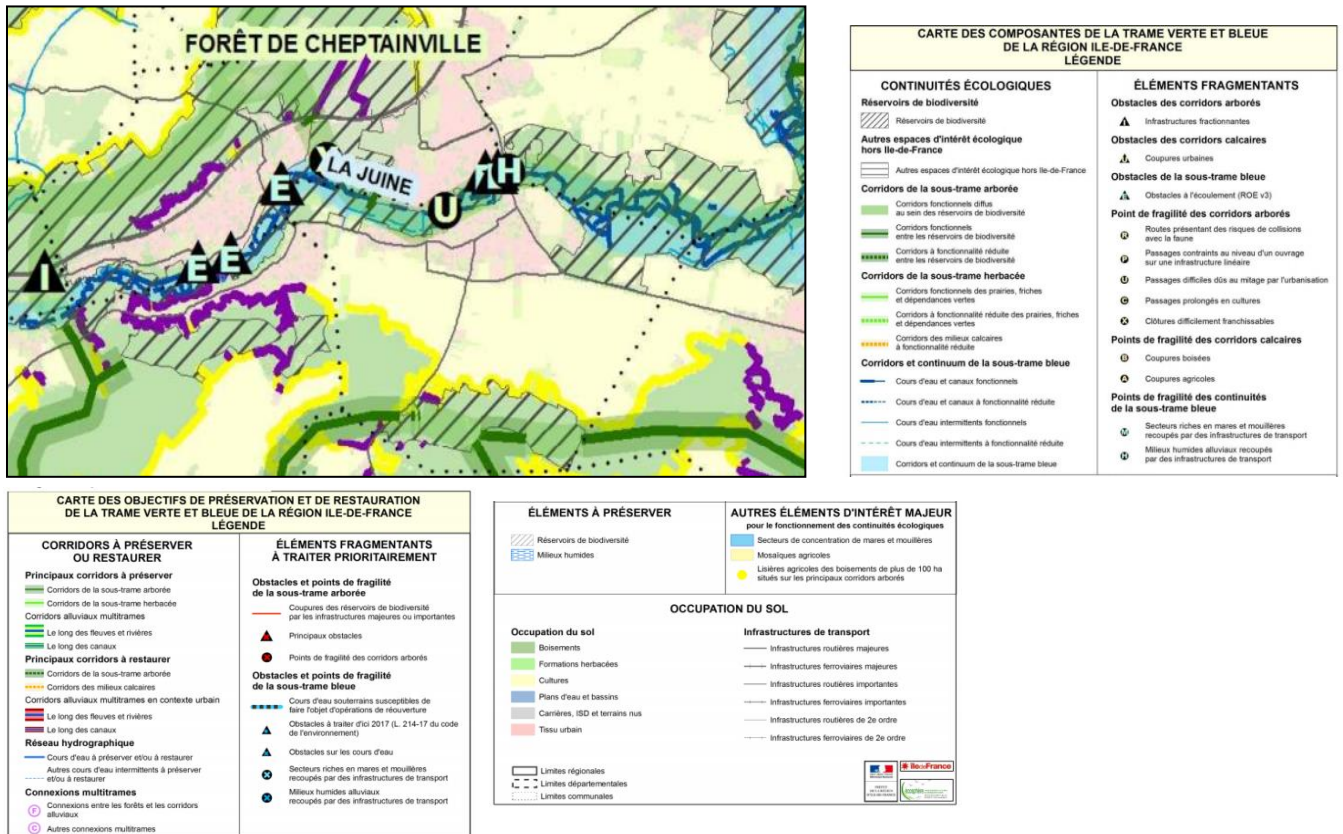 FORÊT DE CHEPTAINVILLE
LA JUINE
E
E
E
I
U
H
CARTE DES COMPOSANTES DE LA TRAME VERTE ET BLEUE
DE LA RÉGION ILE-DE-FRANCE
LÉGENDE
CONTINUITÉS ÉCOLOGIQUES
Réservoirs de biodiversité
Réservoirs de biodiversité
Autres espaces d'intérêt écologique
hors Ile-de-France
Autres espaces d'intérêt écologique hors Ile-de-France
Corridors de la sous-trame arborée
Corridors fonctionnels diffus
au sein des réservoirs de biodiversité
Corridors fonctionnels
entre les réservoirs de biodiversité
Corridors à fonctionnalité réduite
entre les réservoirs de biodiversité
Corridors de la sous-trame herbacée
Corridors fonctionnels des prairies, friches
et dépendances vertes
Corridors à fonctionnalité réduite des prairies, friches
et dépendances vertes
Corridors des milieux calcaires
à fonctionnalité réduite
Corridors et continuum de la sous-trame bleue
Cours d'eau et canaux fonctionnels
Cours d'eau et canaux à fonctionnalité réduite
Cours d'eau intermittents fonctionnels
Cours d'eau intermittents à fonctionnalité réduite
Corridors et continuum de la sous-trame bleue
ÉLÉMENTS FRAGMENTANTS
Obstacles des corridors arborés
Infrastructures fractionnantes
Obstacles des corridors calcaires
Coupures urbaines
Obstacles de la sous-trame bleue
Obstacles à l'écoulement (ROE v3)
Point de fragilité des corridors arborés
R Routes présentant des risques de collisions
avec la faune
P Passages contraints au niveau d'un ouvrage
sur une infrastructure linéaire
U Passages difficiles dûs au mitage par l'urbanisation
C Passages prolongés en cultures
X Clôtures difficilement franchissables
Points de fragilité des corridors calcaires
B Coupures boisées
A Coupures agricoles
Points de fragilité des continuités
de la sous-trame bleue
M Secteurs riches en mares et mouillères
recoupés par des infrastructures de transport
H Milieux humides alluviaux recoupés
par des infrastructures de transport
CARTE DES OBJECTIFS DE PRÉSERVATION ET DE RESTAURATION
DE LA TRAME VERTE ET BLEUE DE LA RÉGION ILE-DE-FRANCE
LÉGENDE
CORRIDORS À PRÉSERVER
OU RESTAURER
Principaux corridors à préserver
Corridors de la sous-trame arborée
Corridors de la sous-trame herbacée
Corridors alluviaux multitrames
Le long des fleuves et rivières
Le long des canaux
Principaux corridors à restaurer
Corridors de la sous-trame arborée
Corridors des milieux calcaires
Corridors alluviaux multitrames en contexte urbain
Le long des fleuves et rivières
Le long des canaux
Réseau hydrographique
Cours d'eau à préserver et/ou à restaurer
Autres cours d'eau intermittents à préserver
et/ou à restaurer
Connexions multitrames
F Connexions entre les forêts et les corridors
alluviaux
C Autres connexions multitrames
ÉLÉMENTS FRAGMENTANTS
À TRAITER PRIORITAIREMENT
Obstacles et points de fragilité
de la sous-trame arborée
Coupures des réservoirs de biodiversité
par les infrastructures majeures ou importantes
Principaux obstacles
Points de fragilité des corridors arborés
Obstacles et points de fragilité
de la sous-trame bleue
Cours d'eau souterrains susceptibles de
faire l'objet d'opérations de réouverture
Obstacles à traiter d'ici 2017 (L. 214-17 du code
de l'environnement)
Obstacles sur les cours d'eau
Secteurs riches en mares et mouillères
recoupés par des infrastructures de transport
Milieux humides alluviaux
recoupés par des infrastructures de transport
ÉLÉMENTS À PRÉSERVER
Réservoirs de biodiversité
Milieux humides
AUTRES ÉLÉMENTS D'INTÉRÊT MAJEUR
pour le fonctionnement des continuités écologiques
Secteurs de concentration de mares et mouillères
Mosaïques agricoles
Lisières agricoles des boisements de plus de 100 ha
situés sur les principaux corridors arborés
OCCUPATION DU SOL
Occupation du sol
Boisements
Formations herbacées
Cultures
Plans d'eau et bassins
Carrières, ISD et terrains nus
Tissu urbain
Infrastructures de transport
Infrastructures routières majeures
Infrastructures ferroviaires majeures
Infrastructures routières importantes
Infrastructures ferroviaires importantes
Infrastructures routières de 2e ordre
Infrastructures ferroviaires de 2e ordre
Limites régionales
Limites départementales
Limites communales
îledeFrance